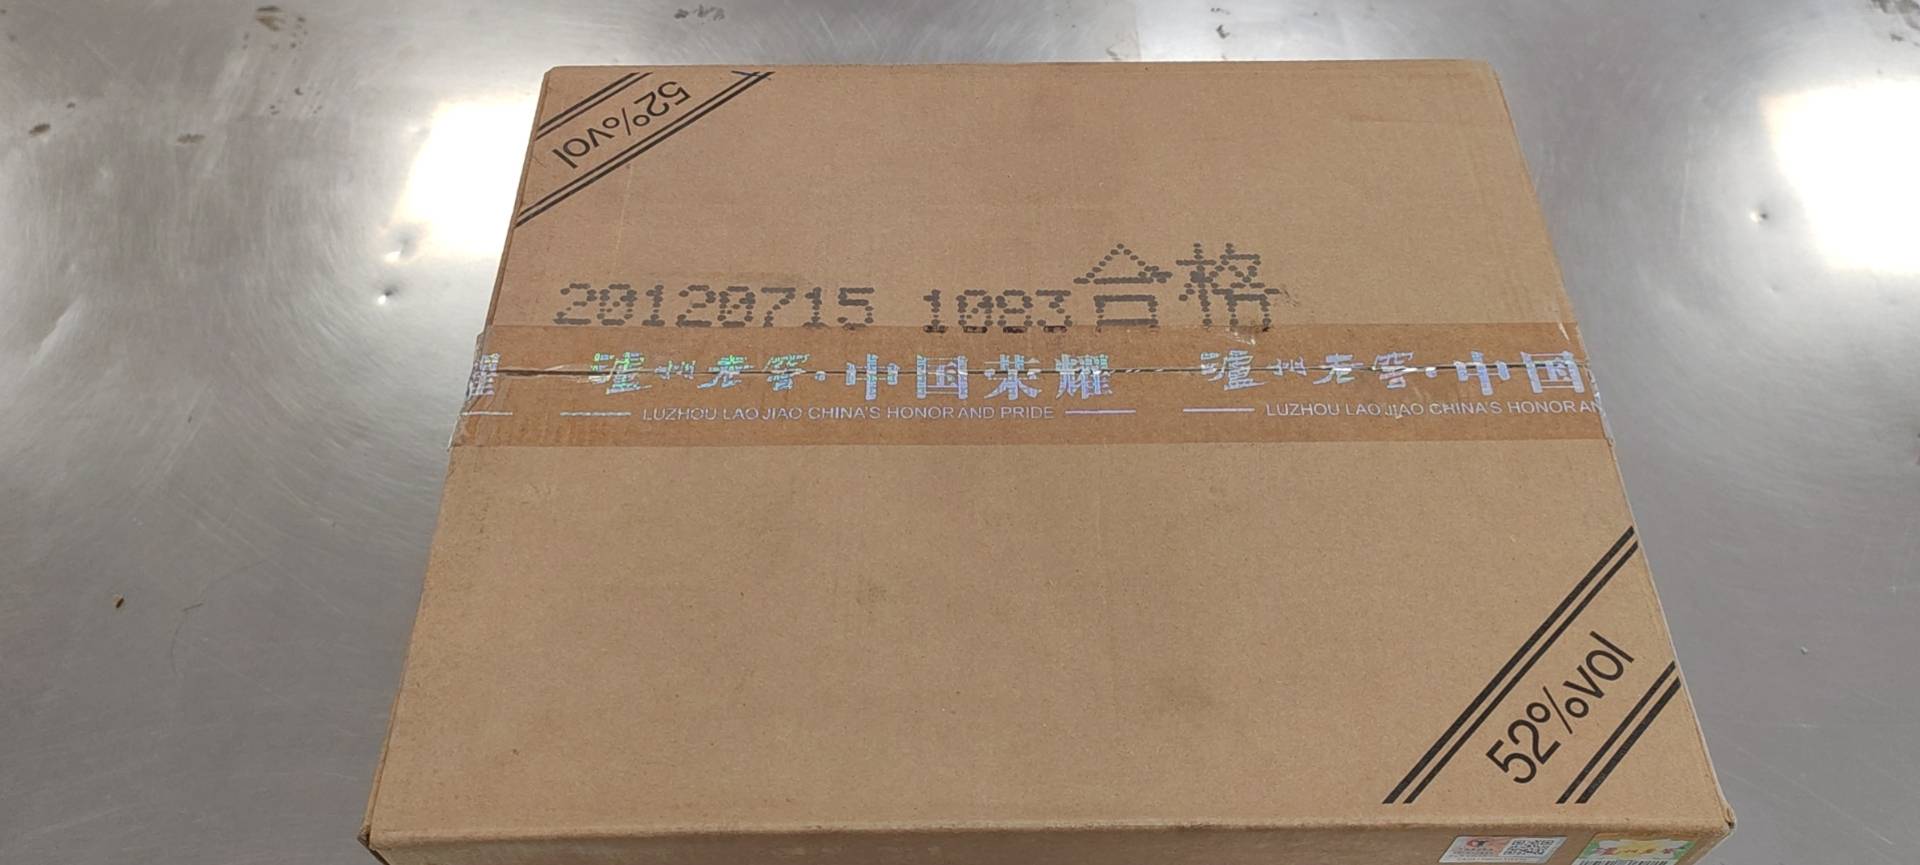 52%vol
20120715 1093合格
泸州老窖·中国荣耀 泸州老窖·中国
LUZHOU LAO JIAO CHINA'S HONOR AND PRIDE LUZHOU LAO JIAO CHINA'S HONOR AN
52%vol